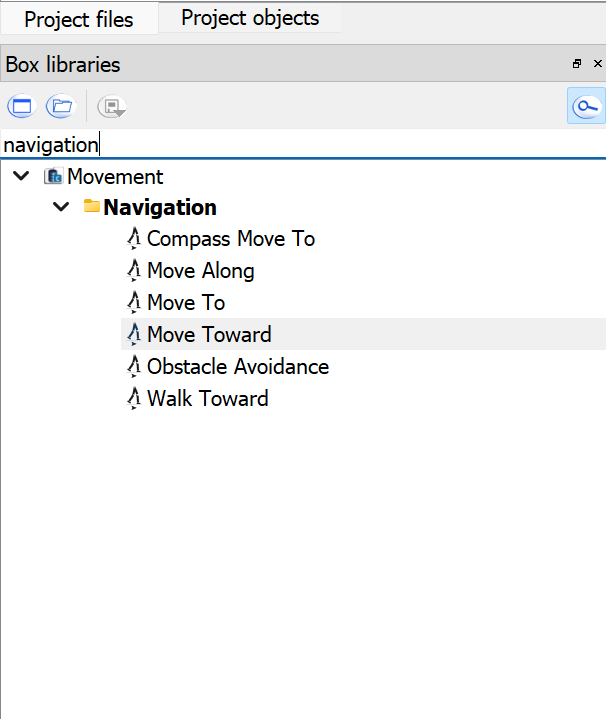 Project files
Project objects
Box libraries
navigation
Movement
Navigation
Compass Move To
Move Along
Move To
Move Toward
Obstacle Avoidance
Walk Toward